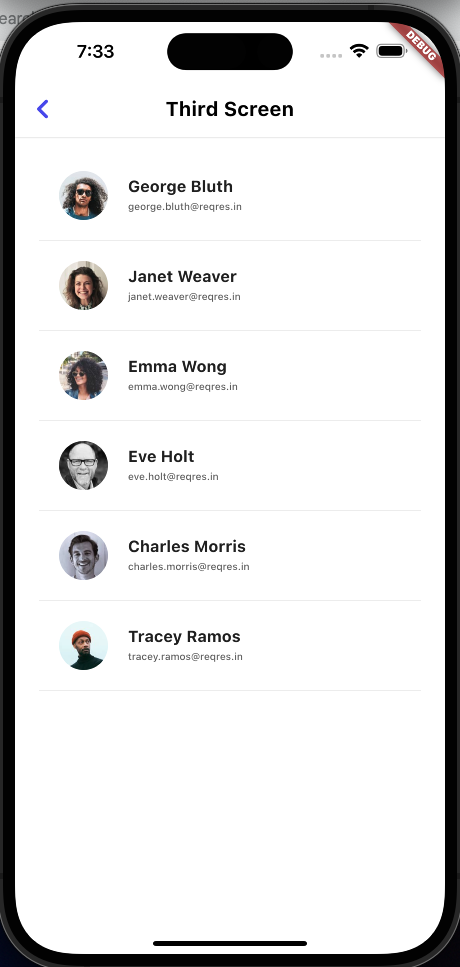 7:33
DEBUG
Third Screen
George Bluth
george.bluth@reqres.in
Janet Weaver
janet.weaver@reqres.in
Emma Wong
emma.wong@reqres.in
Eve Holt
eve.holt@reqres.in
Charles Morris
charles.morris@reqres.in
Tracey Ramos
tracey.ramos@reqres.in